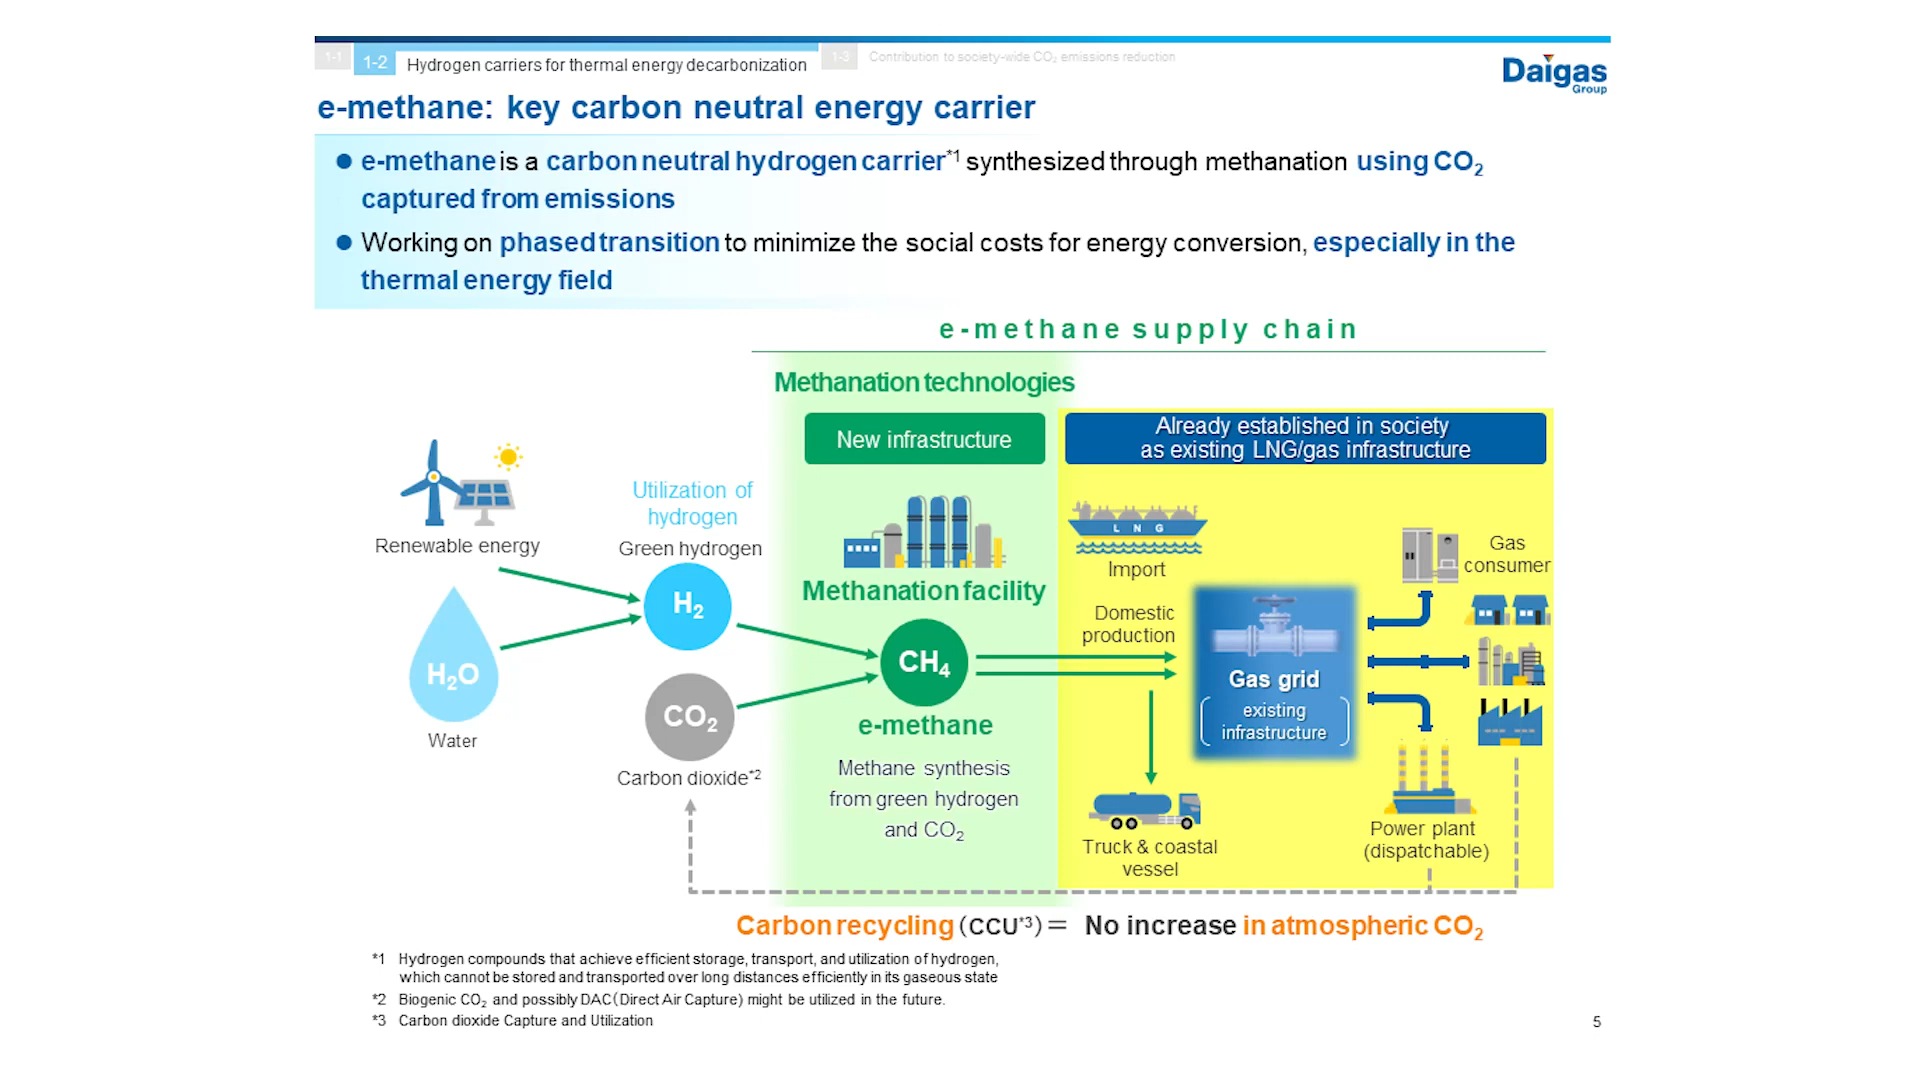 1-1
1-2
Hydrogen carriers for thermal energy decarbonization
1-3
Contribution to society-wide CO₂ emissions reduction
Daigas
Group
e-methane: key carbon neutral energy carrier
● e-methane is a carbon neutral hydrogen carrier*1 synthesized through methanation using CO₂
captured from emissions
● Working on phased transition to minimize the social costs for energy conversion, especially in the
thermal energy field
e-methane supply chain
Methanation technologies
New infrastructure
Already established in society
as existing LNG/gas infrastructure
Renewable energy
H₂O
Water
Utilization of
hydrogen
Green hydrogen
H₂
CO₂
Carbon dioxide*2
Methanation facility
CH₄
e-methane
Methane synthesis
from green hydrogen
and CO₂
LNG
Import
Domestic
production
Truck & coastal
vessel
Gas grid
existing
infrastructure
Gas
consumer
Power plant
(dispatchable)
Carbon recycling (CCU*3) = No increase in atmospheric CO₂
*1 Hydrogen compounds that achieve efficient storage, transport, and utilization of hydrogen,
which cannot be stored and transported over long distances efficiently in its gaseous state
*2 Biogenic CO₂ and possibly DAC(Direct Air Capture) might be utilized in the future.
*3 Carbon dioxide Capture and Utilization
5